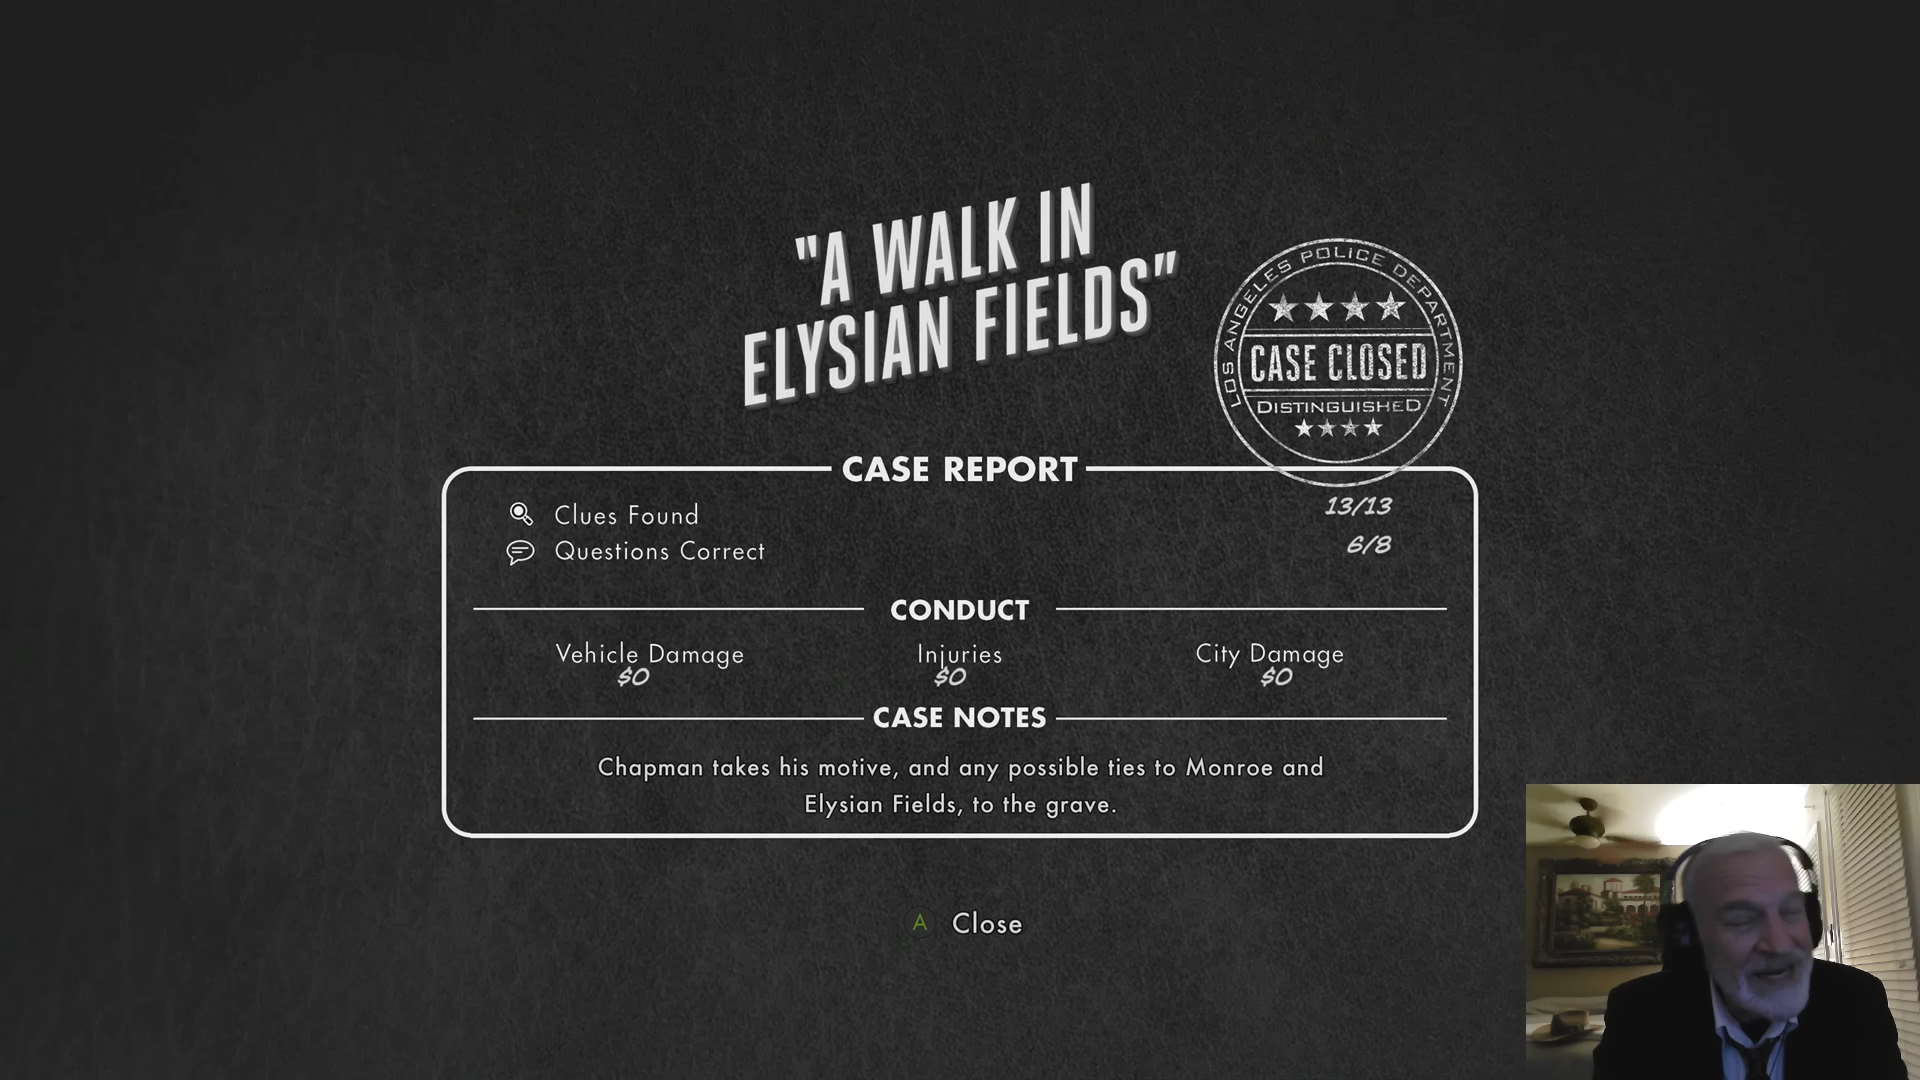 "A WALK IN
ELYSIAN FIELDS"
LOS ANGELES POLICE DEPARTMENT
CASE CLOSED
DISTINGUISHED
CASE REPORT
Clues Found 13/13
Questions Correct 6/8
CONDUCT
Vehicle Damage Injuries City Damage
$0 $0 $0
CASE NOTES
Chapman takes his motive, and any possible ties to Monroe and
Elysian Fields, to the grave.
A Close